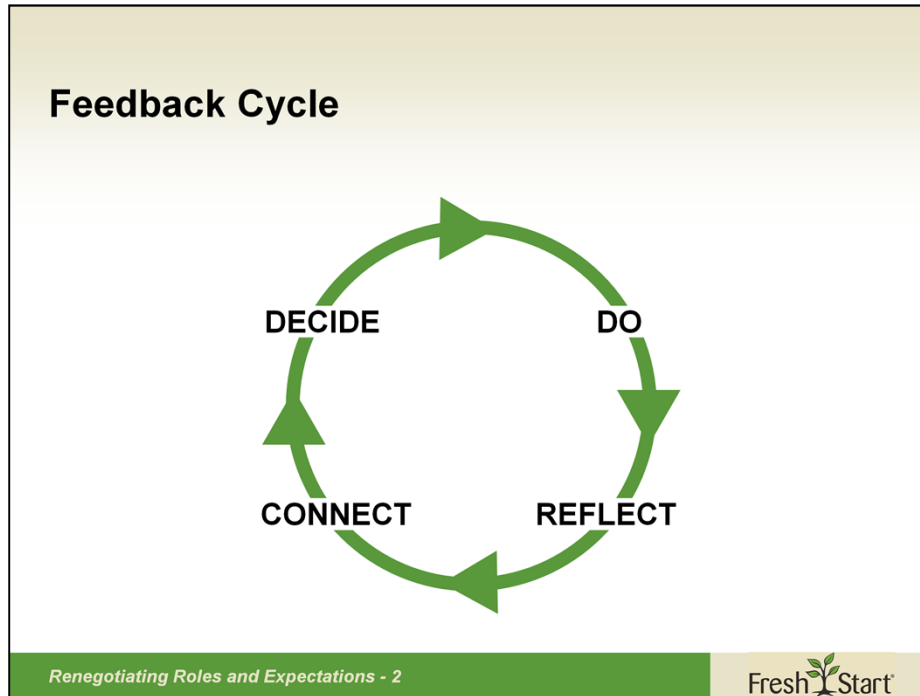 Feedback Cycle
DECIDE
DO
CONNECT
REFLECT
Renegotiating Roles and Expectations - 2
Fresh Start